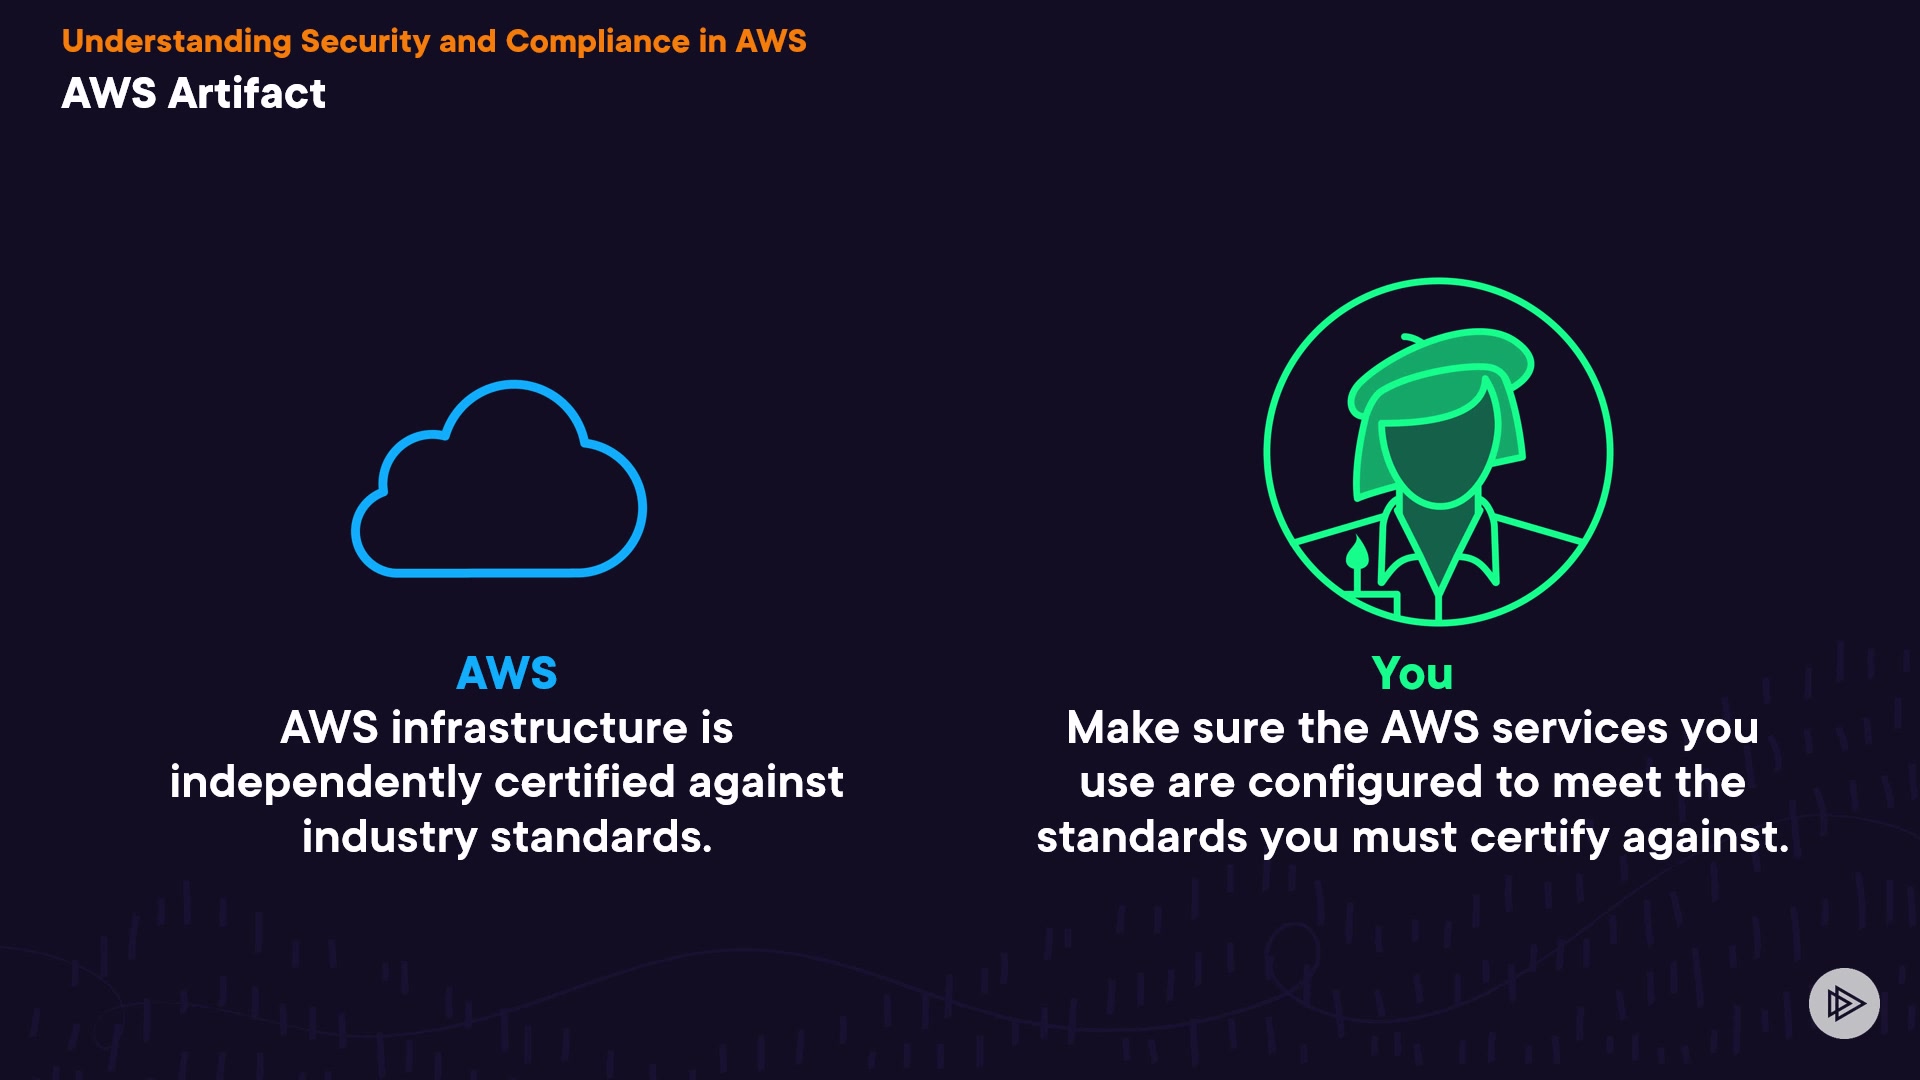 Understanding Security and Compliance in AWS
AWS Artifact
AWS
AWS infrastructure is
independently certified against
industry standards.
You
Make sure the AWS services you
use are configured to meet the
standards you must certify against.